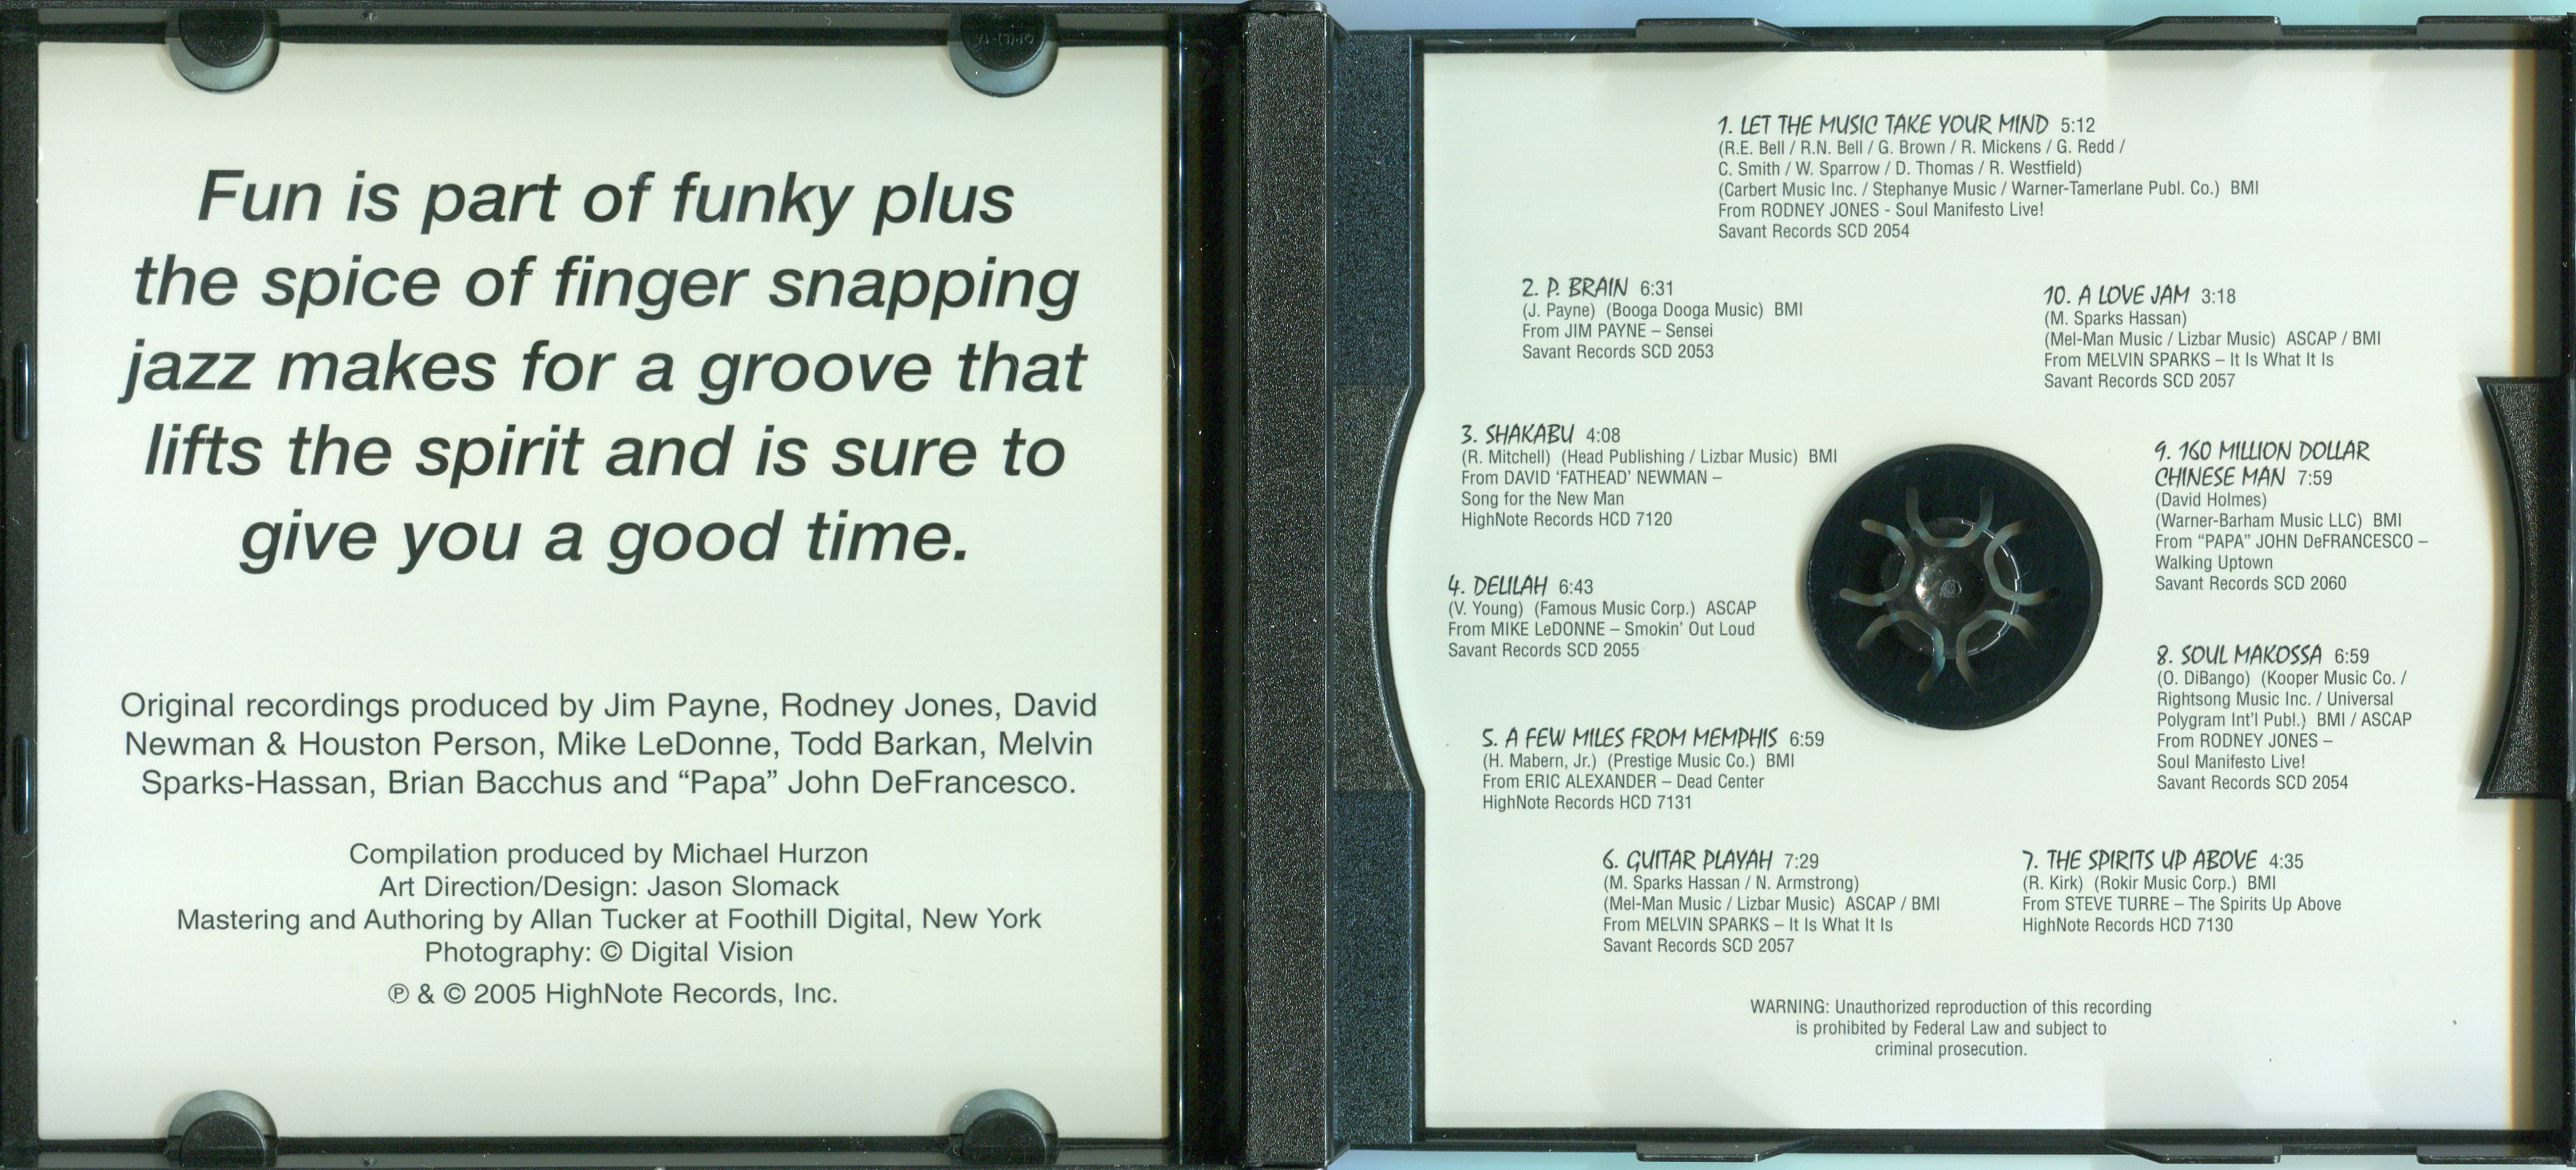 Fun is part of funky plus
the spice of finger snapping
jazz makes for a groove that
lifts the spirit and is sure to
give you a good time.
Original recordings produced by Jim Payne, Rodney Jones, David
Newman & Houston Person, Mike LeDonne, Todd Barkan, Melvin
Sparks-Hassan, Brian Bacchus and “Papa” John DeFrancesco.
Compilation produced by Michael Hurzon
Art Direction/Design: Jason Slomack
Mastering and Authoring by Allan Tucker at Foothill Digital, New York
Photography: © Digital Vision
℗ & © 2005 HighNote Records, Inc.
1. LET THE MUSIC TAKE YOUR MIND 5:12
(R.E. Bell / R.N. Bell / G. Brown / R. Mickens / G. Redd /
C. Smith / W. Sparrow / D. Thomas / R. Westfield)
(Carbert Music Inc. / Stephanye Music / Warner-Tamerlane Publ. Co.) BMI
From RODNEY JONES - Soul Manifesto Live!
Savant Records SCD 2054
2. P. BRAIN 6:31
(J. Payne) (Booga Dooga Music) BMI
From JIM PAYNE – Sensei
Savant Records SCD 2053
3. SHAKABU 4:08
(R. Mitchell) (Head Publishing / Lizbar Music) BMI
From DAVID ‘FATHEAD’ NEWMAN –
Song for the New Man
HighNote Records HCD 7120
4. DELILAH 6:43
(V. Young) (Famous Music Corp.) ASCAP
From MIKE LeDONNE – Smokin’ Out Loud
Savant Records SCD 2055
5. A FEW MILES FROM MEMPHIS 6:59
(H. Mabern, Jr.) (Prestige Music Co.) BMI
From ERIC ALEXANDER – Dead Center
HighNote Records HCD 7131
6. GUITAR PLAYAH 7:29
(M. Sparks Hassan / N. Armstrong)
(Mel-Man Music / Lizbar Music) ASCAP / BMI
From MELVIN SPARKS – It Is What It Is
Savant Records SCD 2057
7. THE SPIRITS UP ABOVE 4:35
(R. Kirk) (Rokir Music Corp.) BMI
From STEVE TURRE – The Spirits Up Above
HighNote Records HCD 7130
8. SOUL MAKOSSA 6:59
(O. DiBango) (Kooper Music Co. /
Rightsong Music Inc. / Universal
Polygram Int’l Publ.) BMI / ASCAP
From RODNEY JONES –
Soul Manifesto Live!
Savant Records SCD 2054
9. 160 MILLION DOLLAR
CHINESE MAN 7:59
(David Holmes)
(Warner-Barham Music LLC) BMI
From “PAPA” JOHN DeFRANCESCO –
Walking Uptown
Savant Records SCD 2060
10. A LOVE JAM 3:18
(M. Sparks Hassan)
(Mel-Man Music / Lizbar Music) ASCAP / BMI
From MELVIN SPARKS – It Is What It Is
Savant Records SCD 2057
WARNING: Unauthorized reproduction of this recording
is prohibited by Federal Law and subject to
criminal prosecution.